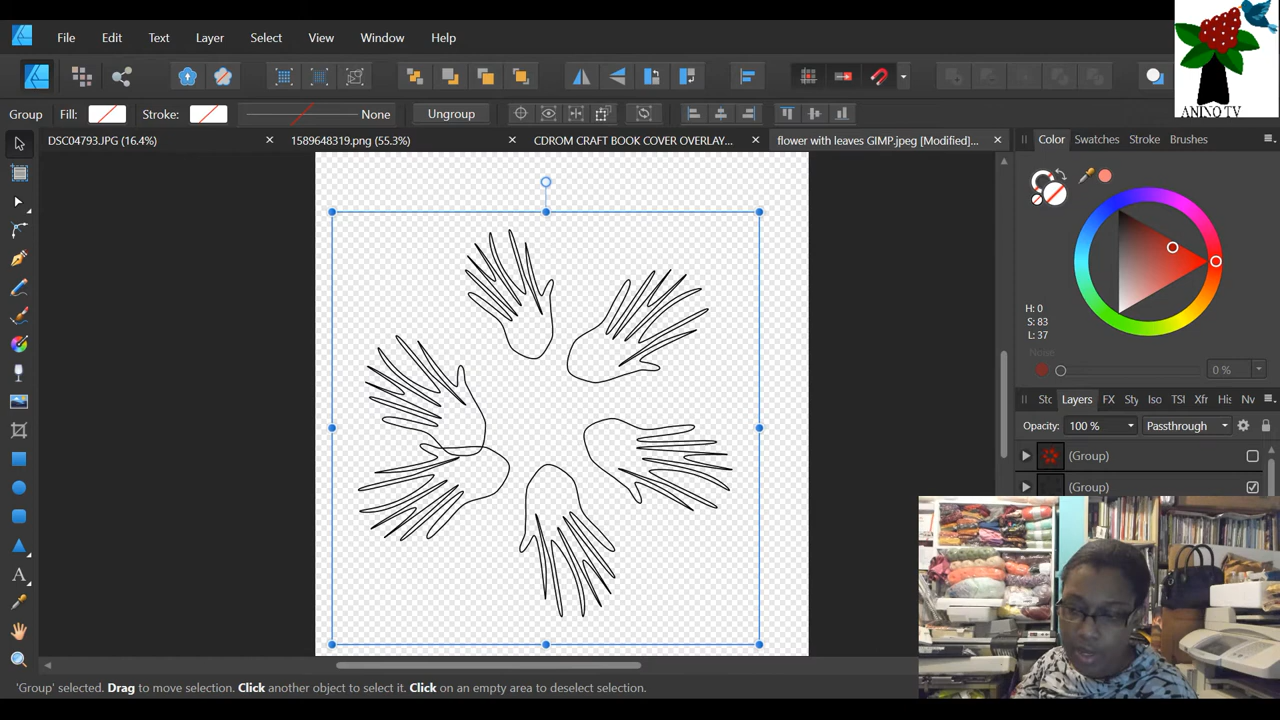 File Edit Text Layer Select View Window Help
ANINO TV
Group Fill: Stroke: None Ungroup
DSC04793.JPG (16.4%) 1589648319.png (55.3%) CDROM CRAFT BOOK COVER OVERLAY... flower with leaves GIMP.jpeg [Modified]...
Color Swatches Stroke Brushes
H: 0
S: 83
L: 37
None
0 %
Stc Layers FX Sty Iso TSI Xfr His Nv
Opacity: 100 % Passthrough
(Group)
(Group)
'Group' selected. Drag to move selection. Click another object to select it. Click on an empty area to deselect selection.